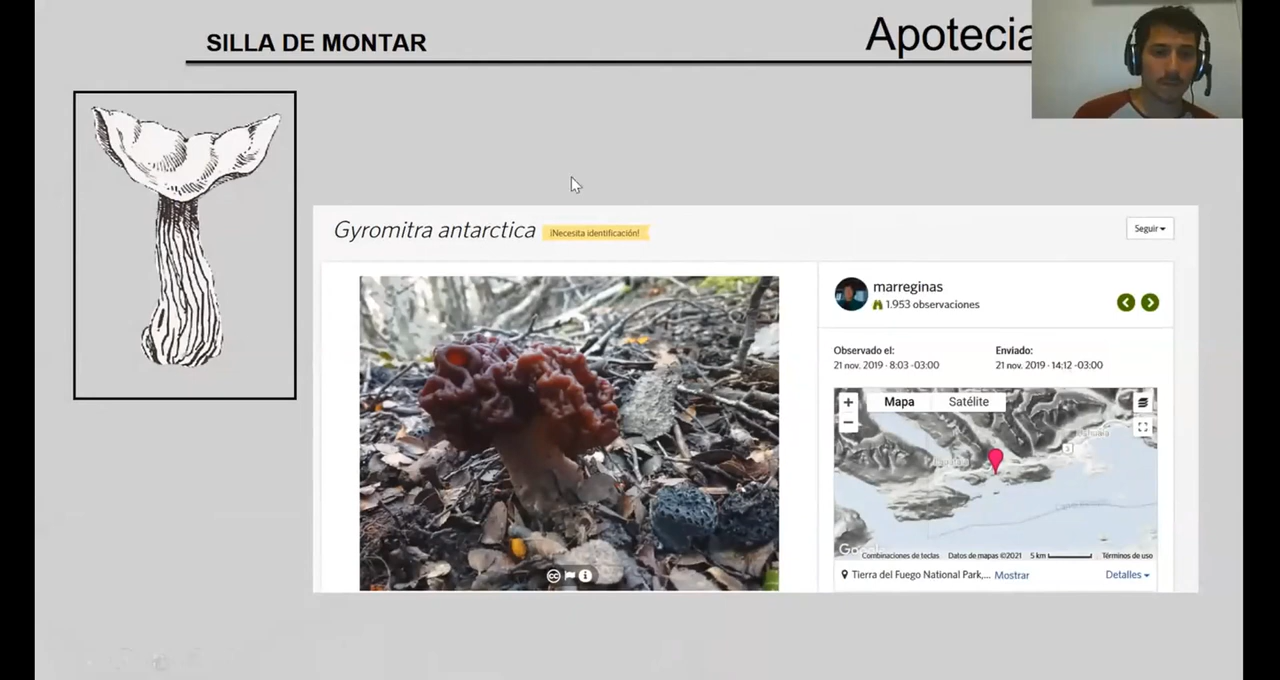 SILLA DE MONTAR
Apotecia
Gyromitra antarctica
¡Necesita identificación!
Seguir
marreginas
1.953 observaciones
Observado el:
21 nov. 2019 · 8:03 -03:00
Enviado:
21 nov. 2019 · 14:12 -03:00
Mapa
Satélite
3
Combinaciones de teclas
Datos de mapas ©2021
5 km
Términos de uso
Tierra del Fuego National Park,... Mostrar
Detalles
cc